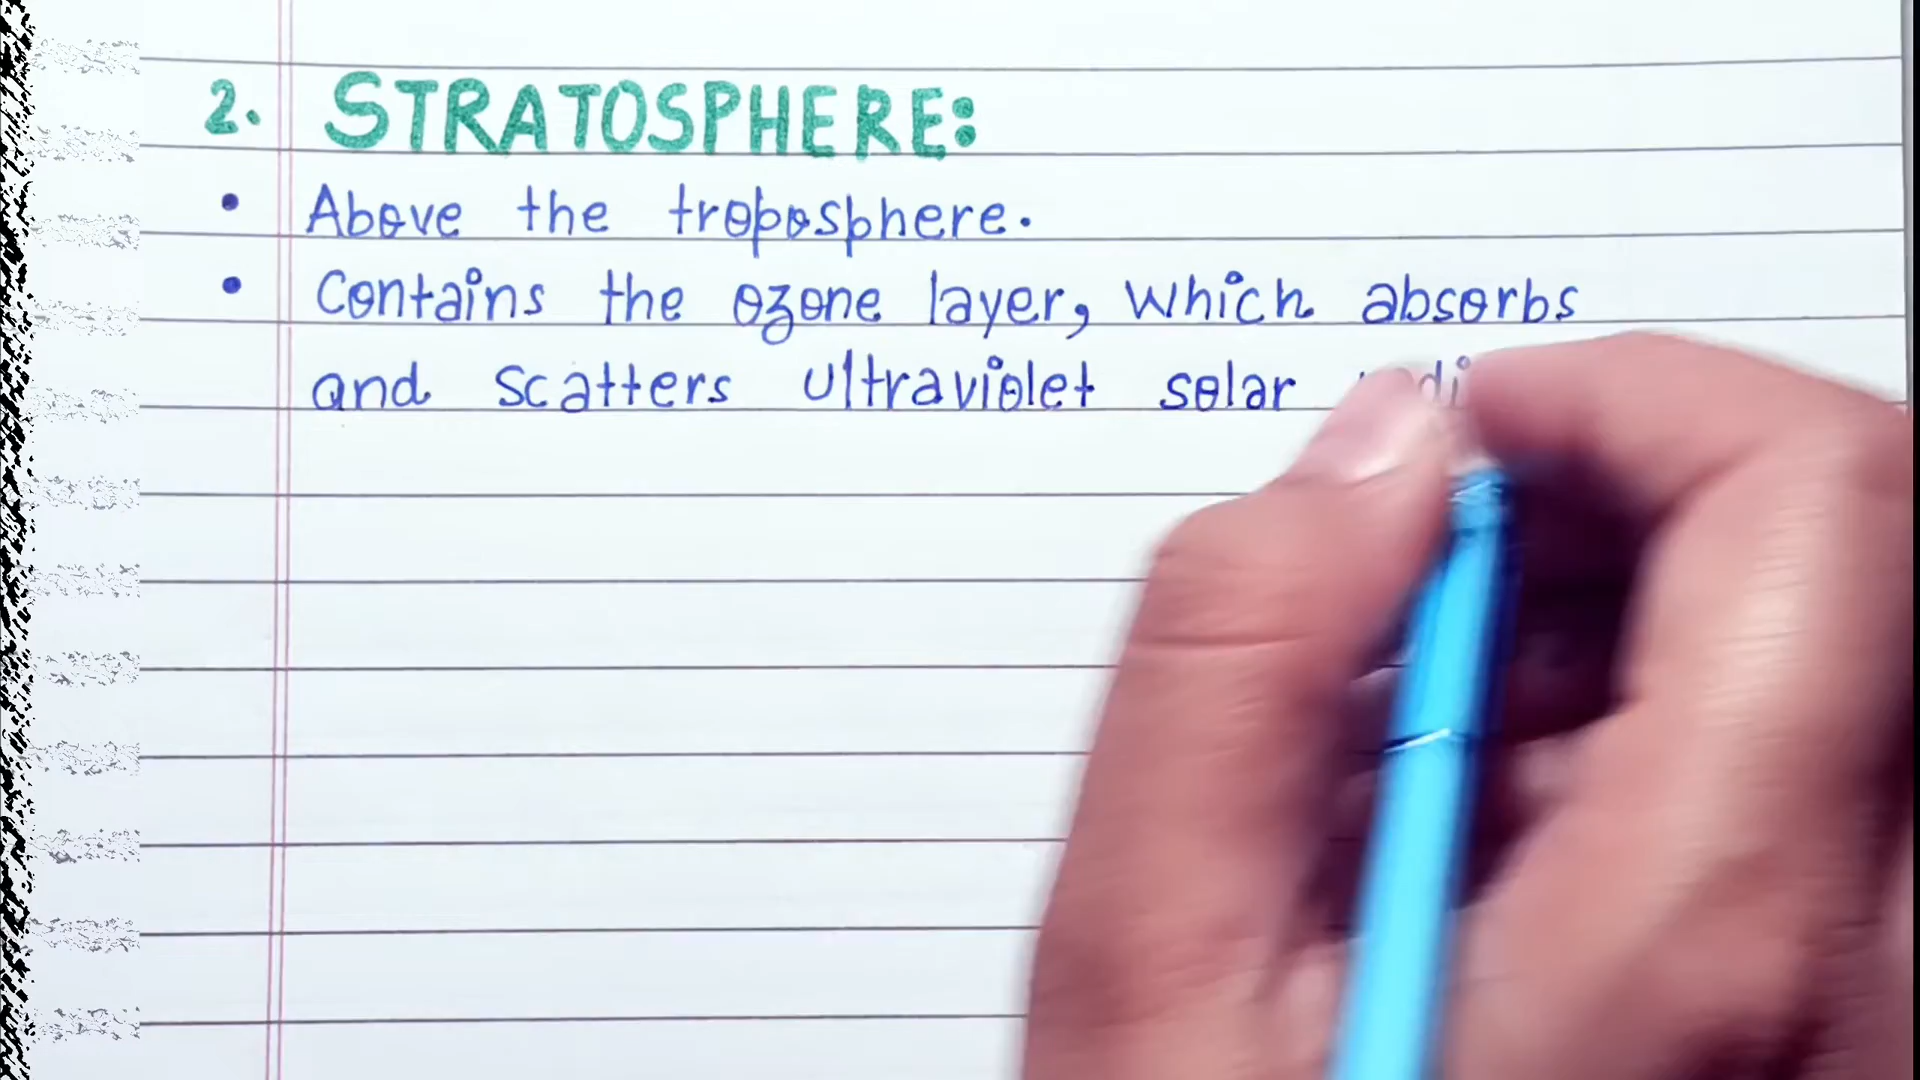 2. STRATOSPHERE:
• Above the troposphere.
• Contains the ozone layer, which absorbs
and scatters ultraviolet solar